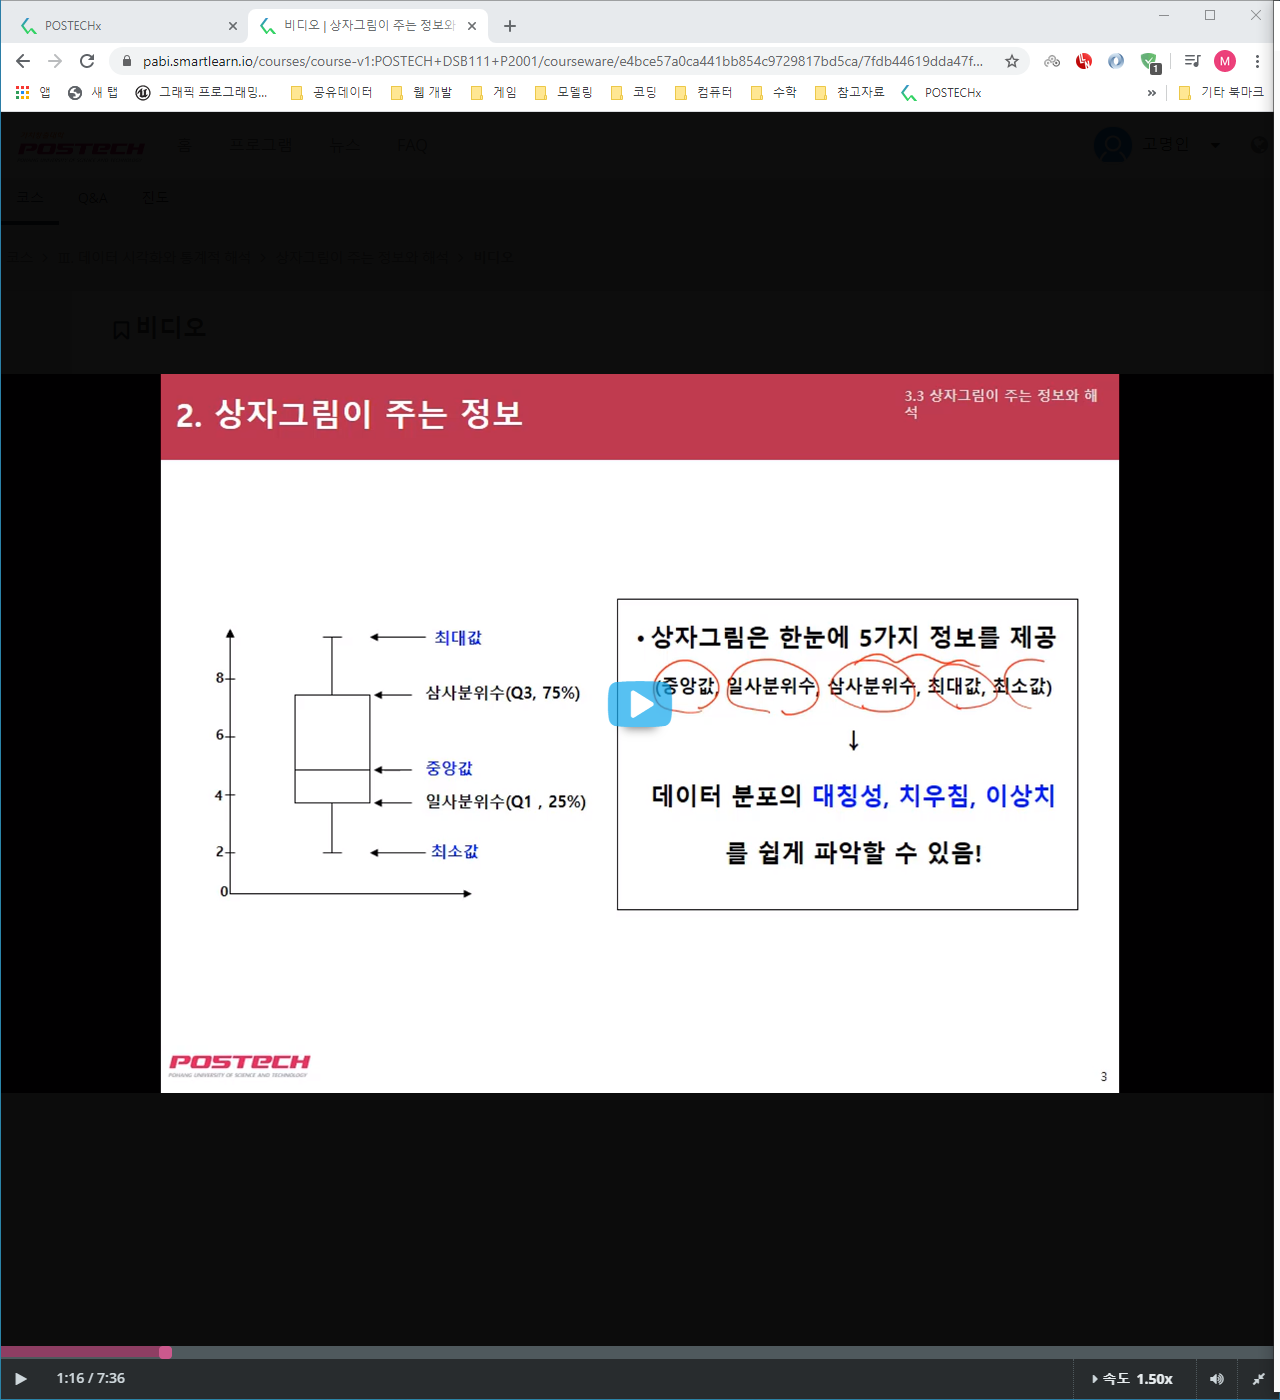 POSTECHx
비디오 | 상자그림이 주는 정보와
pabi.smartlearn.io/courses/course-v1:POSTECH+DSB111+P2001/courseware/e4bce57a0ca441bb854c9729817bd5ca/7fdb44619dda47f...
1
M
앱
새 탭
그래픽 프로그래밍...
공유데이터
웹 개발
게임
모델링
코딩
컴퓨터
수학
참고자료
POSTECHx
»
기타 북마크
POSTECH
홈
프로그램
뉴스
FAQ
고명인
코스
Q&A
진도
비디오
2. 상자그림이 주는 정보
3.3 상자그림이 주는 정보와 해
석
8
6
4
2
0
최대값
삼사분위수(Q3, 75%)
중앙값
일사분위수(Q1 , 25%)
최소값
• 상자그림은 한눈에 5가지 정보를 제공
(중앙값, 일사분위수, 삼사분위수, 최대값, 최소값)
↓
데이터 분포의 대칭성, 치우침, 이상치
를 쉽게 파악할 수 있음!
POSTECH
POHANG UNIVERSITY OF SCIENCE AND TECHNOLOGY
3
1:16 / 7:36
속도 1.50x